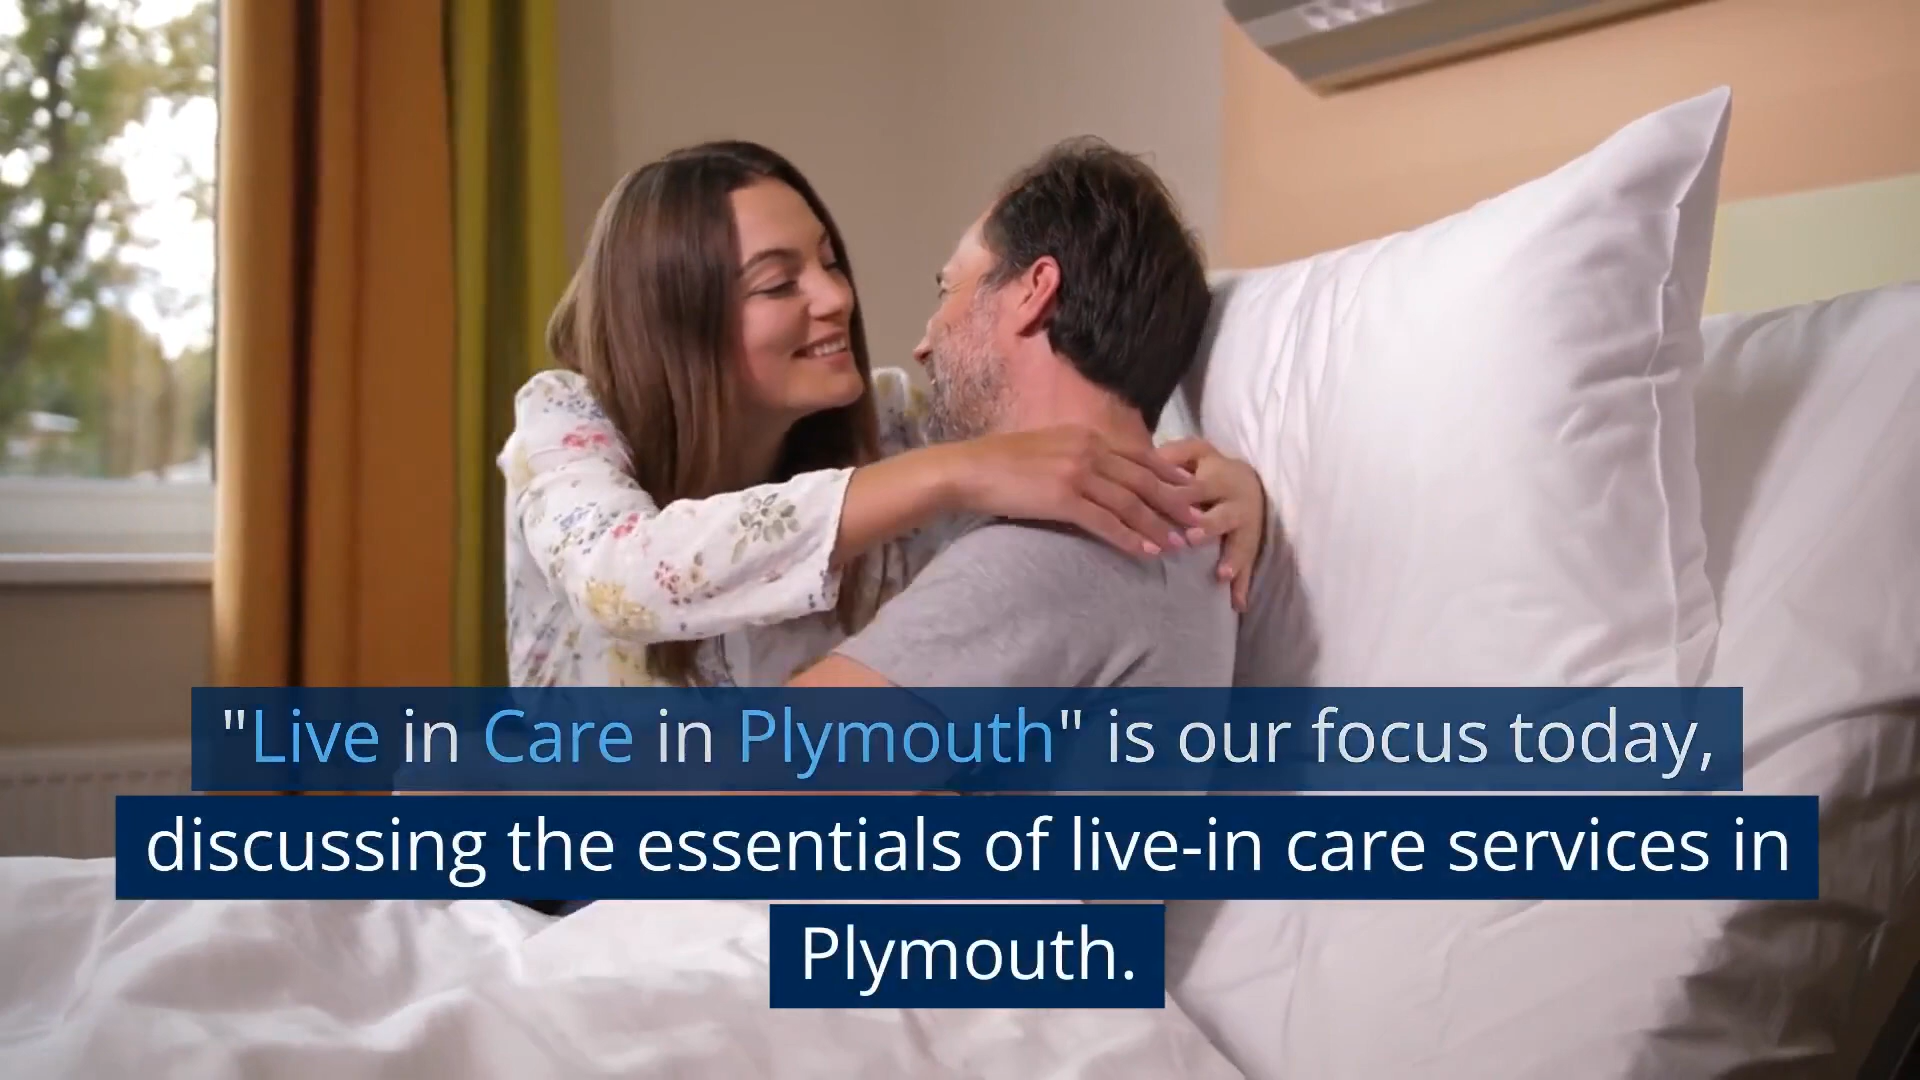 "Live in Care in Plymouth" is our focus today,
discussing the essentials of live-in care services in
Plymouth.